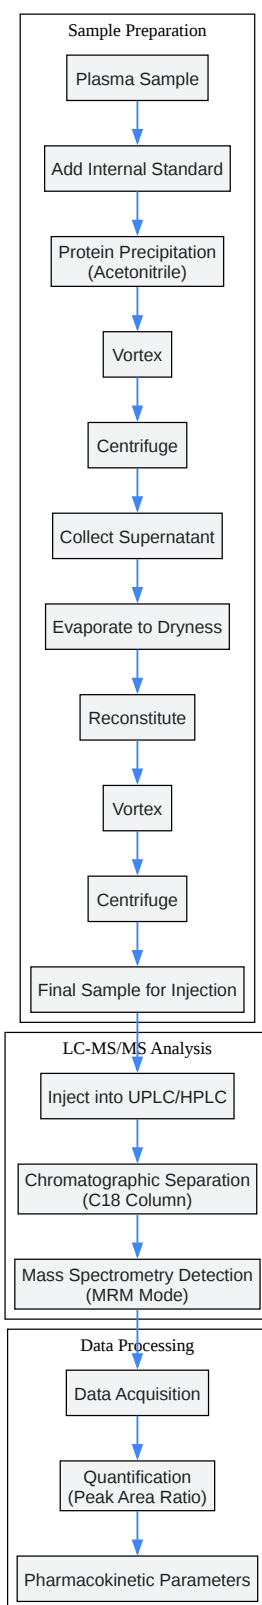 Sample Preparation
Plasma Sample
Add Internal Standard
Protein Precipitation
(Acetonitrile)
Vortex
Centrifuge
Collect Supernatant
Evaporate to Dryness
Reconstitute
Vortex
Centrifuge
Final Sample for Injection
LC-MS/MS Analysis
Inject into UPLC/HPLC
Chromatographic Separation
(C18 Column)
Mass Spectrometry Detection
(MRM Mode)
Data Processing
Data Acquisition
Quantification
(Peak Area Ratio)
Pharmacokinetic Parameters